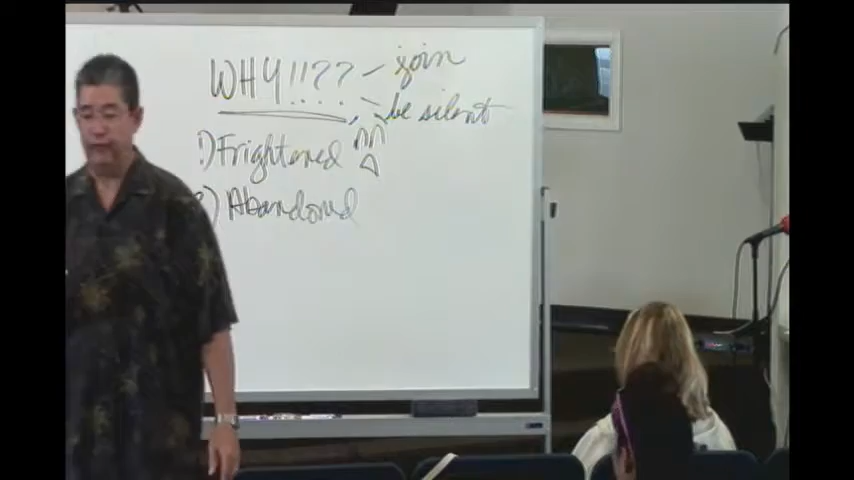 WHY!!?? - join
- be silent
1.) Frightened
2) Abandoned